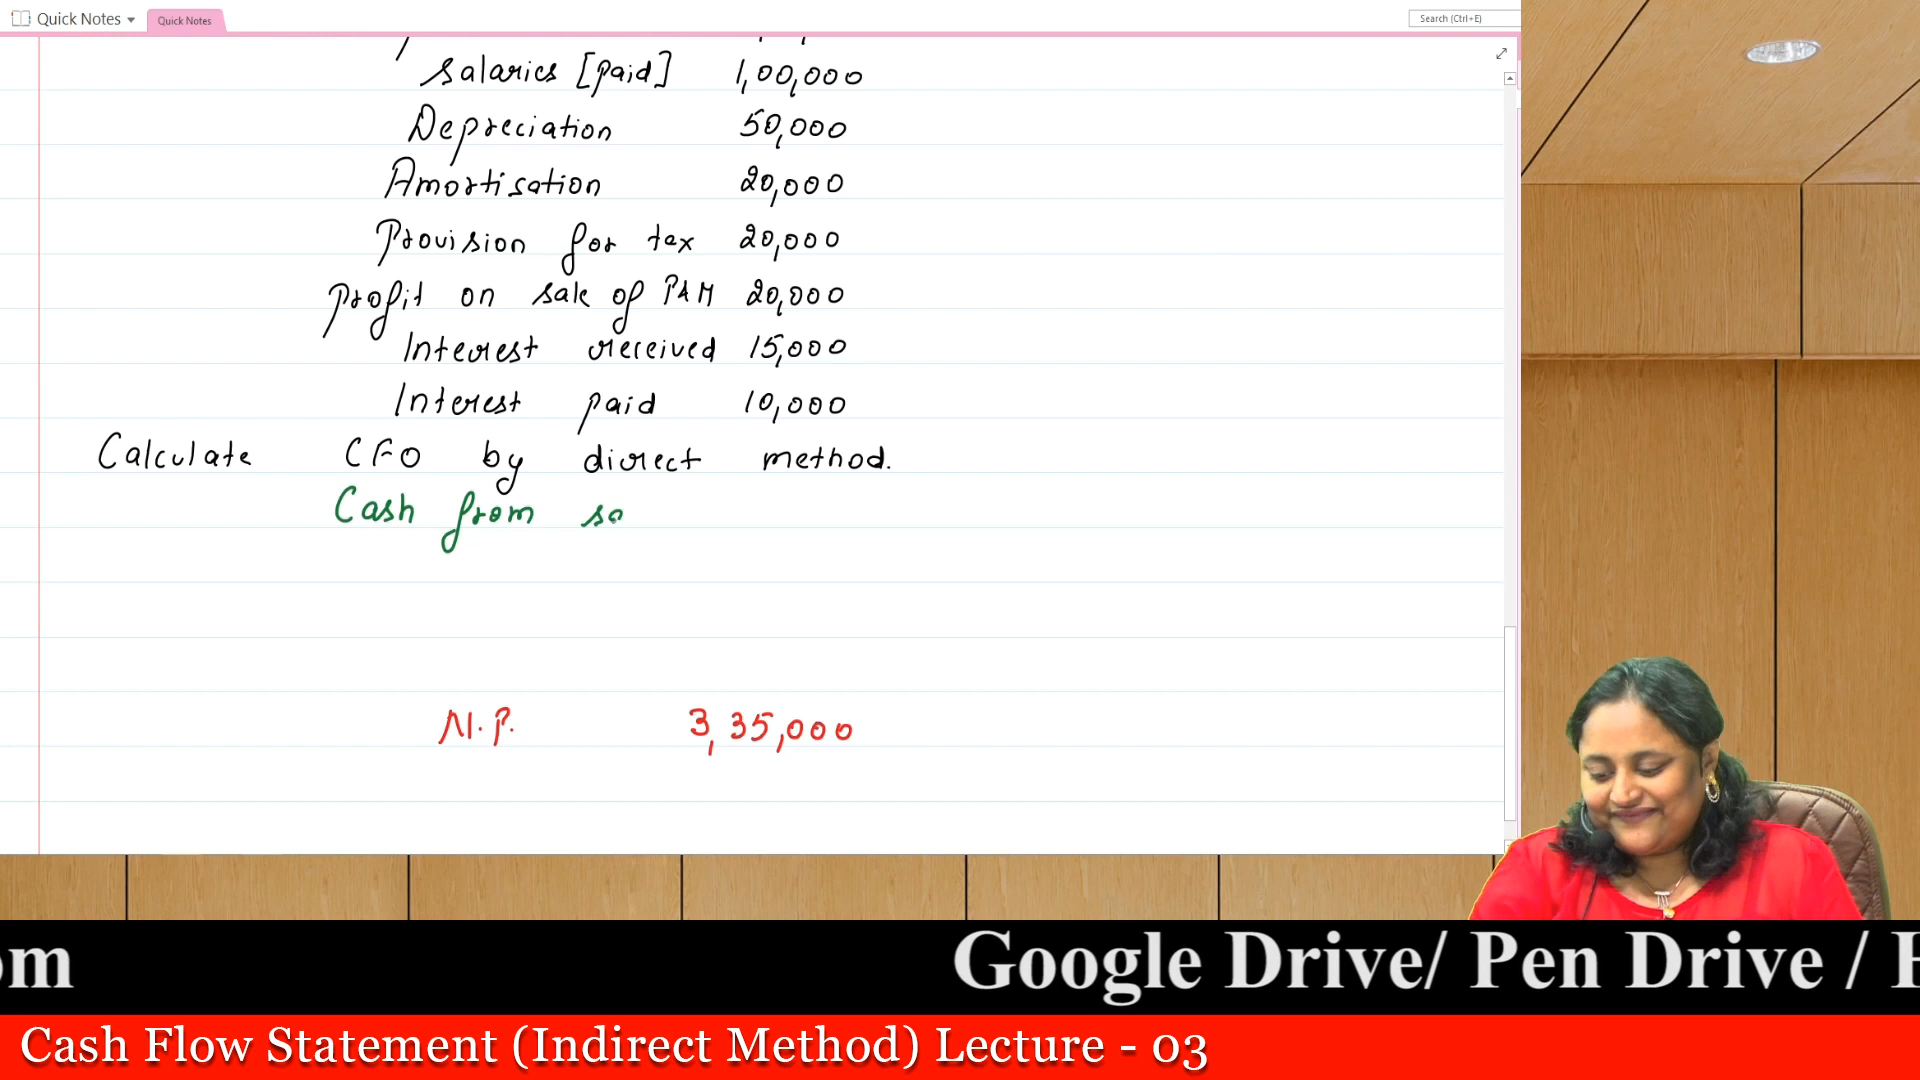 Quick Notes
Quick Notes
Search (Ctrl+E)
Salaries [paid] 1,00,000
Depreciation 50,000
Amortisation 20,000
Provision for tax 20,000
Profit on sale of P&M 20,000
Interest received 15,000
Interest paid 10,000
Calculate CFO by direct method.
Cash from sa
N.P. 3,35,000
om Google Drive/ Pen Drive /
Cash Flow Statement (Indirect Method) Lecture - 03